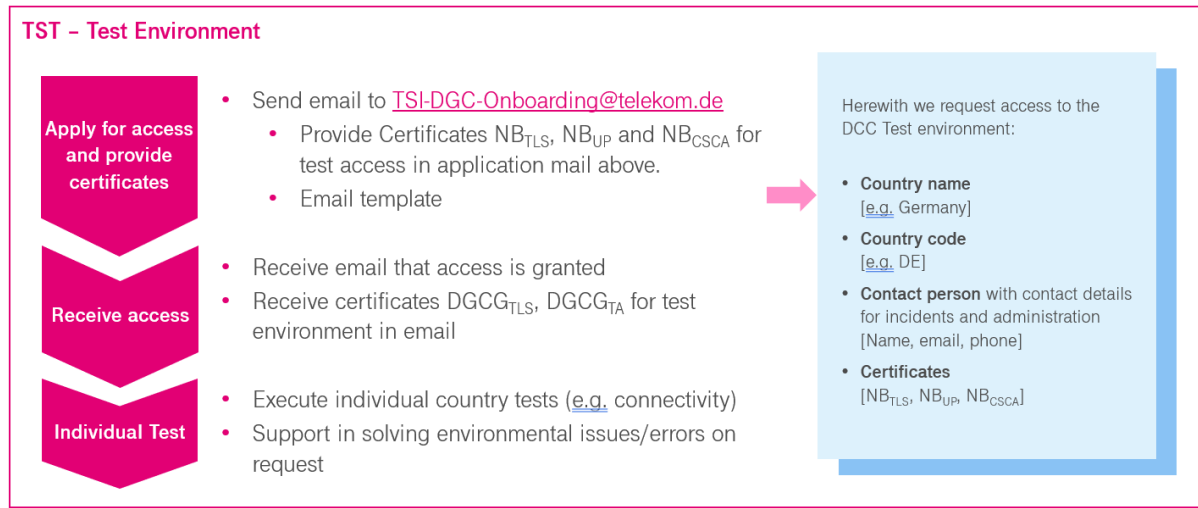 TST – Test Environment
Apply for access
and provide
certificates
• Send email to TSI-DGC-Onboarding@telekom.de
• Provide Certificates NBTLS, NBUP and NBCSCA for
test access in application mail above.
• Email template
Receive access
• Receive email that access is granted
• Receive certificates DGCGTLS, DGCGTA for test
environment in email
Individual Test
• Execute individual country tests (e.g. connectivity)
• Support in solving environmental issues/errors on
request
Herewith we request access to the
DCC Test environment:
• Country name
[e.g. Germany]
• Country code
[e.g. DE]
• Contact person with contact details
for incidents and administration
[Name, email, phone]
• Certificates
[NBTLS, NBUP, NBCSCA]